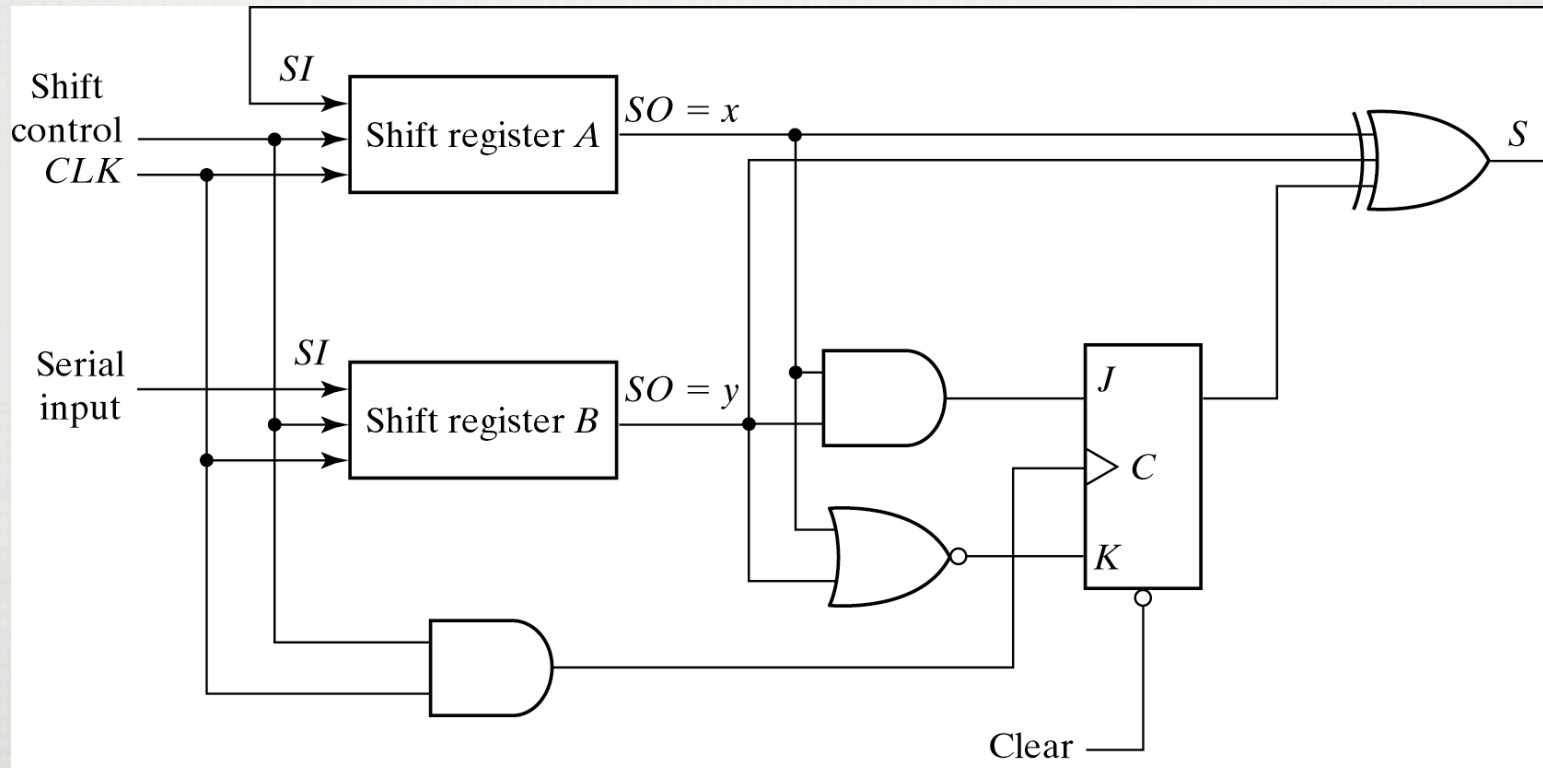 SI
Shift
control
CLK
Shift register A
SO = x
S
Serial
input
SI
Shift register B
SO = y
J
C
K
Clear